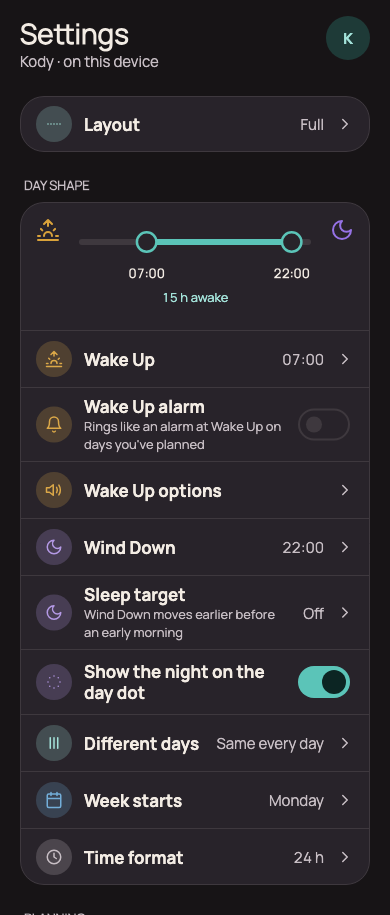 Settings
K
Kody · on this device
Layout
Full
DAY SHAPE
07:00
22:00
15 h awake
Wake Up
07:00
Wake Up alarm
Rings like an alarm at Wake Up on
days you've planned
Wake Up options
Wind Down
22:00
Sleep target
Wind Down moves earlier before
an early morning
Off
Show the night on the
day dot
Different days
Same every day
Week starts
Monday
Time format
24 h